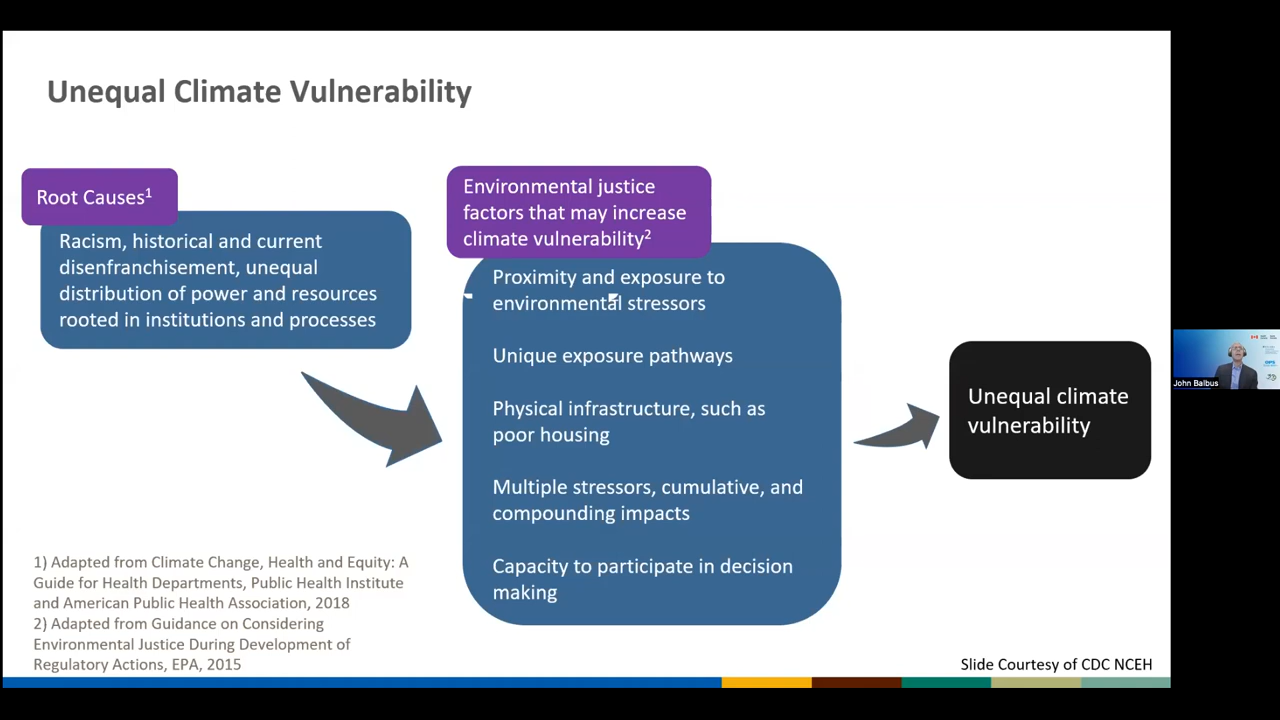 Unequal Climate Vulnerability
Root Causes¹
Racism, historical and current
disenfranchisement, unequal
distribution of power and resources
rooted in institutions and processes
Environmental justice
factors that may increase
climate vulnerability²
Proximity and exposure to
environmental stressors
Unique exposure pathways
Physical infrastructure, such as
poor housing
Multiple stressors, cumulative, and
compounding impacts
Capacity to participate in decision
making
Unequal climate
vulnerability
John Balbus
1) Adapted from Climate Change, Health and Equity: A
Guide for Health Departments, Public Health Institute
and American Public Health Association, 2018
2) Adapted from Guidance on Considering
Environmental Justice During Development of
Regulatory Actions, EPA, 2015
Slide Courtesy of CDC NCEH